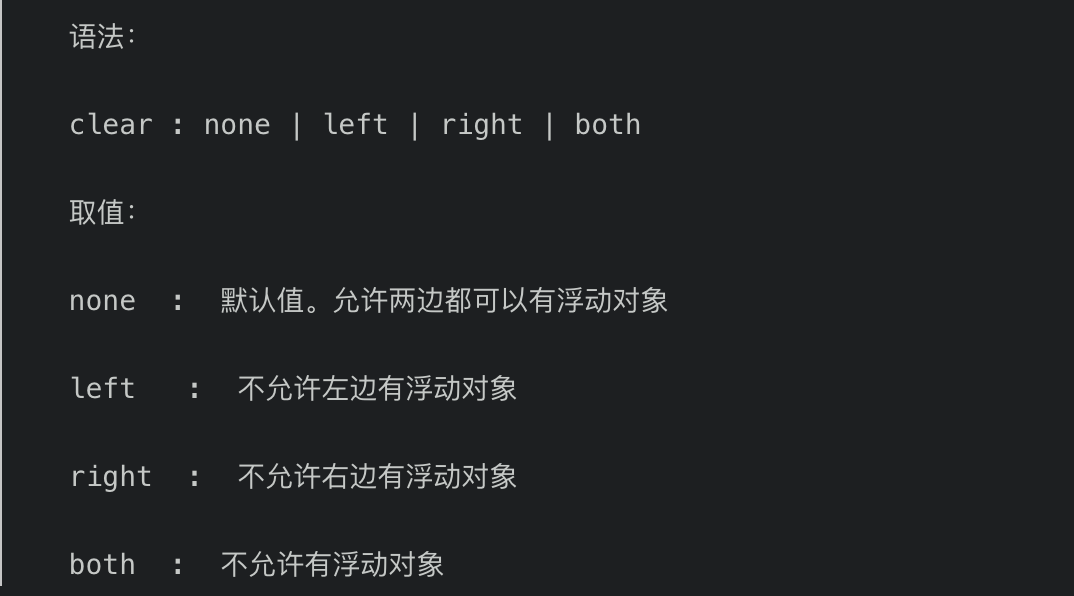 语法：
clear : none | left | right | both
取值：
none  :  默认值。允许两边都可以有浮动对象
left   :  不允许左边有浮动对象
right  :  不允许右边有浮动对象
both  :  不允许有浮动对象